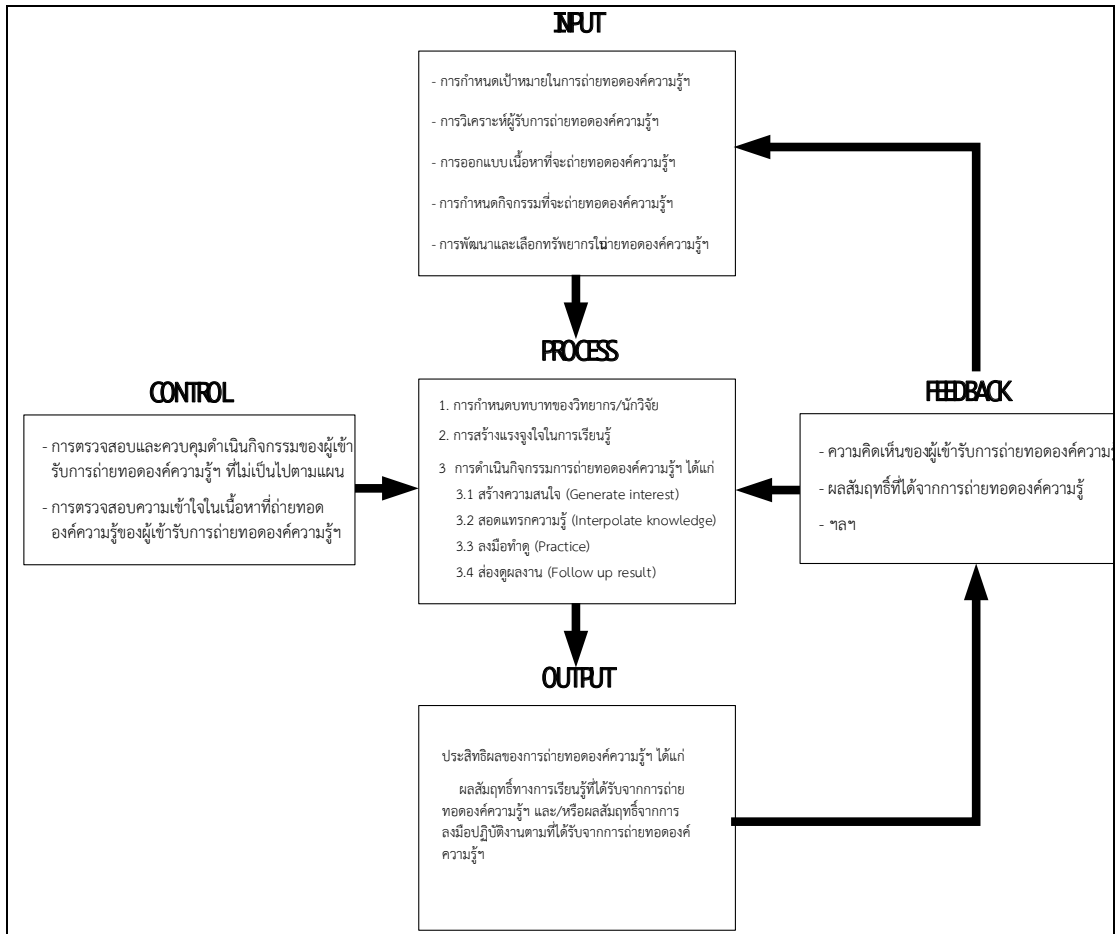 INPUT
- การกำหนดเป้าหมายในการถ่ายทอดองค์ความรู้ฯ
- การวิเคราะห์ผู้รับการถ่ายทอดองค์ความรู้ฯ
- การออกแบบเนื้อหาที่จะถ่ายทอดองค์ความรู้ฯ
- การกำหนดกิจกรรมที่จะถ่ายทอดองค์ความรู้ฯ
- การพัฒนาและเลือกทรัพยากรในถ่ายทอดองค์ความรู้ฯ
PROCESS
1. การกำหนดบทบาทของวิทยากร/นักวิจัย
2. การสร้างแรงจูงใจในการเรียนรู้
3 การดำเนินกิจกรรมการถ่ายทอดองค์ความรู้ฯ ได้แก่
3.1 สร้างความสนใจ (Generate interest)
3.2 สอดแทรกความรู้ (Interpolate knowledge)
3.3 ลงมือทำดู (Practice)
3.4 ส่องดูผลงาน (Follow up result)
CONTROL
- การตรวจสอบและควบคุมดำเนินกิจกรรมของผู้เข้า
รับการถ่ายทอดองค์ความรู้ฯ ที่ไม่เป็นไปตามแผน
- การตรวจสอบความเข้าใจในเนื้อหาที่ถ่ายทอด
องค์ความรู้ของผู้เข้ารับการถ่ายทอดองค์ความรู้ฯ
FEEDBACK
- ความคิดเห็นของผู้เข้ารับการถ่ายทอดองค์ความรู้
- ผลสัมฤทธิ์ที่ได้จากการถ่ายทอดองค์ความรู้
- ฯลฯ
OUTPUT
ประสิทธิผลของการถ่ายทอดองค์ความรู้ฯ ได้แก่
ผลสัมฤทธิ์ทางการเรียนรู้ที่ได้รับจากการถ่าย
ทอดองค์ความรู้ฯ และ/หรือผลสัมฤทธิ์จากการ
ลงมือปฏิบัติงานตามที่ได้รับจากการถ่ายทอดองค์
ความรู้ฯ